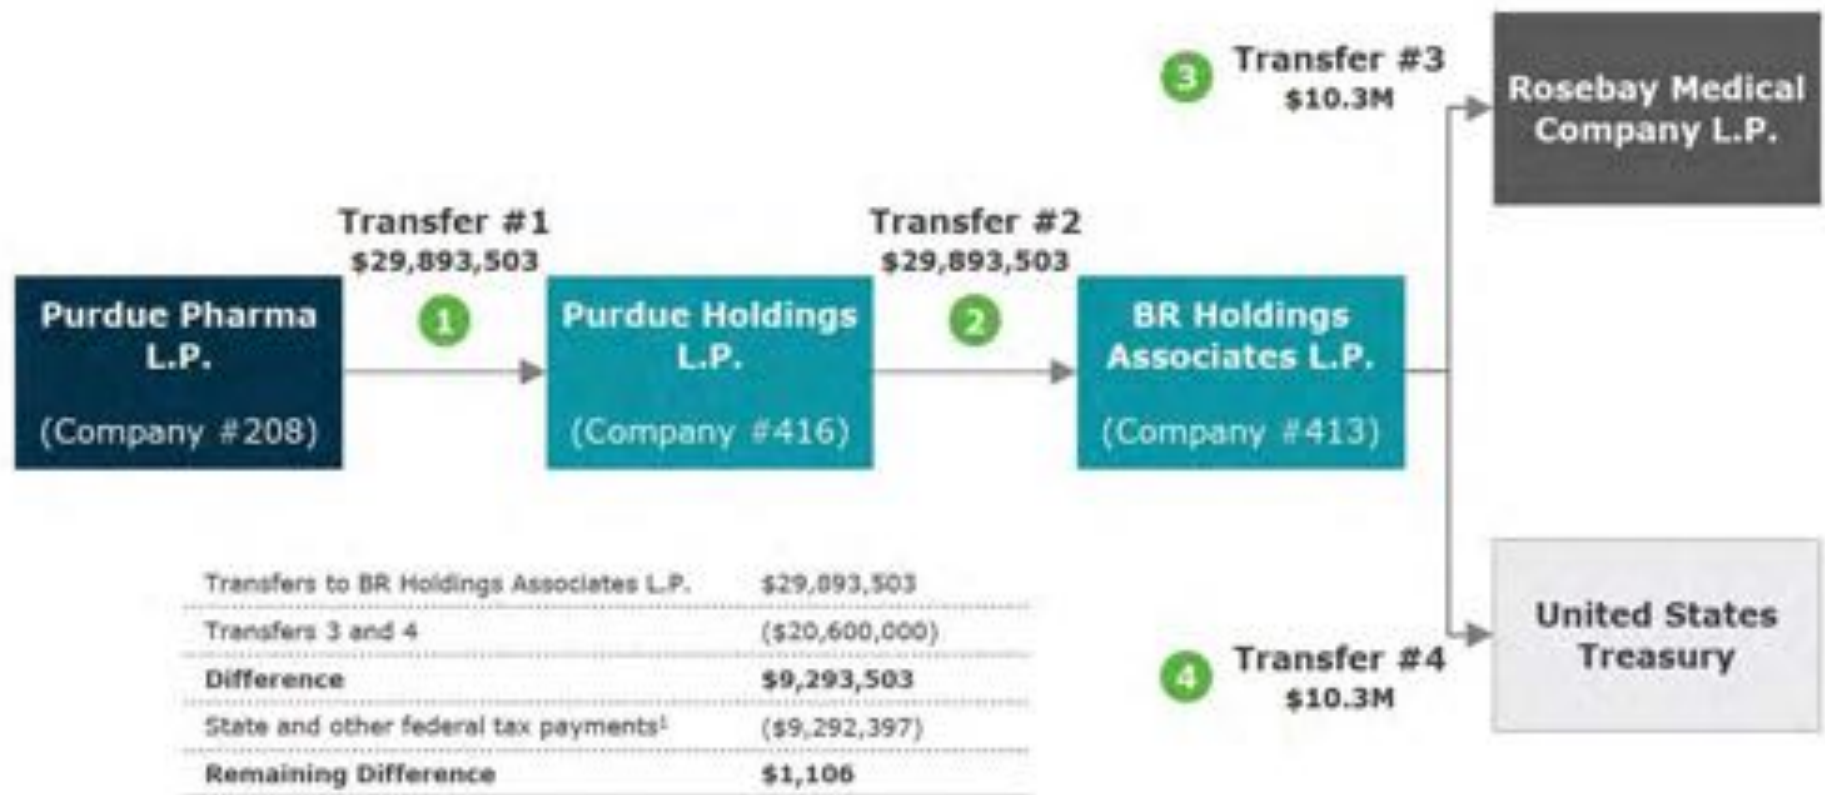 3 Transfer #3
$10.3M
Rosebay Medical
Company L.P.
Transfer #1
$29,893,503
1
Transfer #2
$29,893,503
2
Purdue Pharma
L.P.
(Company #208)
Purdue Holdings
L.P.
(Company #416)
BR Holdings
Associates L.P.
(Company #413)
Transfers to BR Holdings Associates L.P. $29,893,503
Transfers 3 and 4 ($20,600,000)
Difference $9,293,503
State and other federal tax payments¹ ($9,292,397)
Remaining Difference $1,106
4 Transfer #4
$10.3M
United States
Treasury